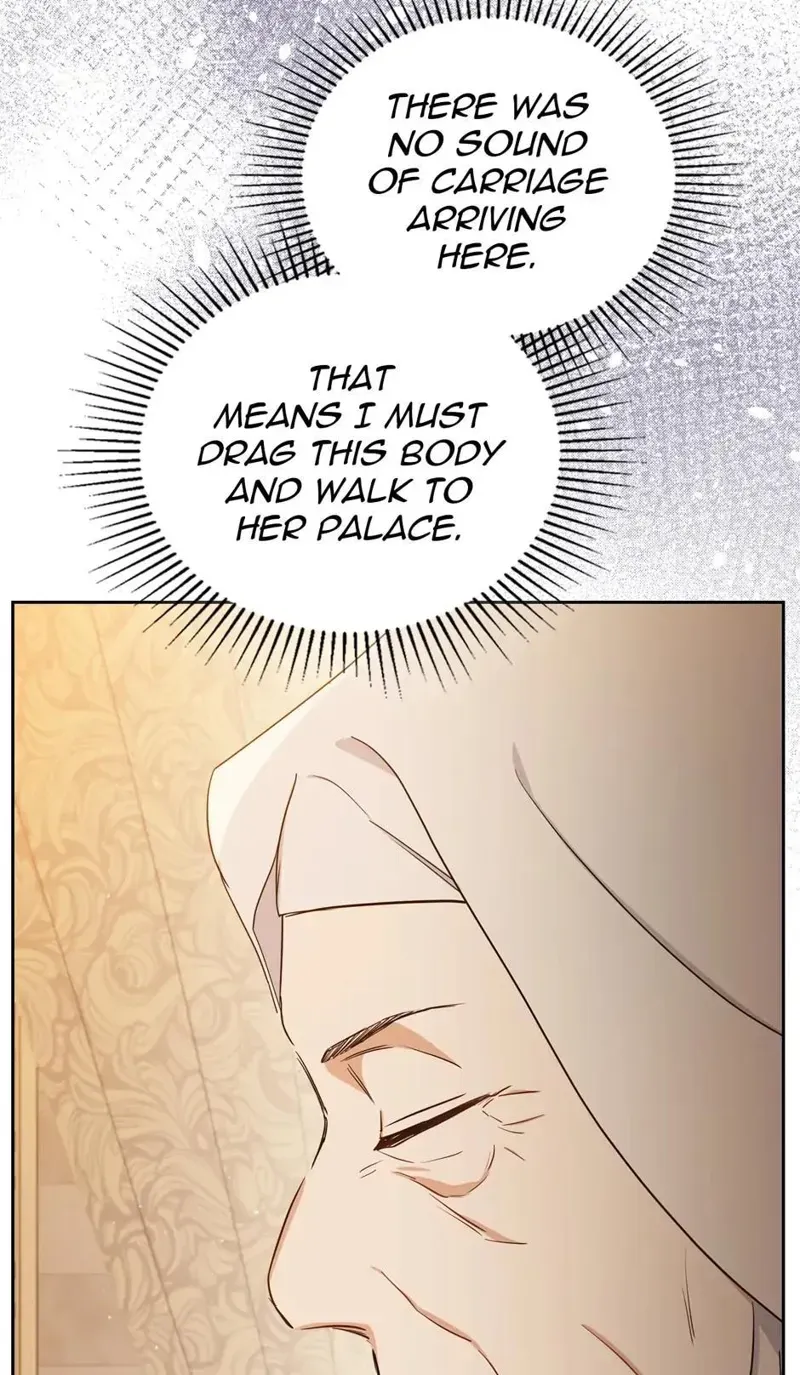 THERE WAS
NO SOUND
OF CARRIAGE
ARRIVING
HERE.
THAT
MEANS I MUST
DRAG THIS BODY
AND WALK TO
HER PALACE.